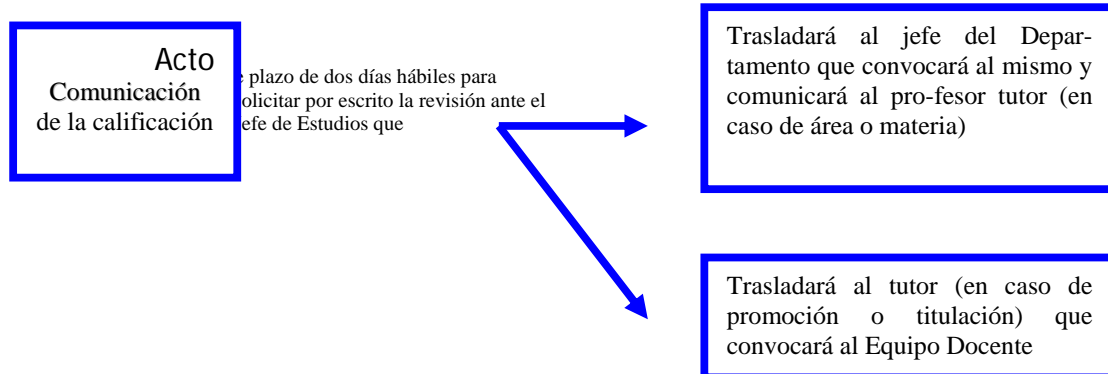 Acto
Comunicación
de la calificación
plazo de dos días hábiles para
olicitar por escrito la revisión ante el
efe de Estudios que
Trasladará al jefe del Depar-
tamento que convocará al mismo y
comunicará al pro-fesor tutor (en
caso de área o materia)
Trasladará al tutor (en caso de
promoción o titulación) que
convocará al Equipo Docente